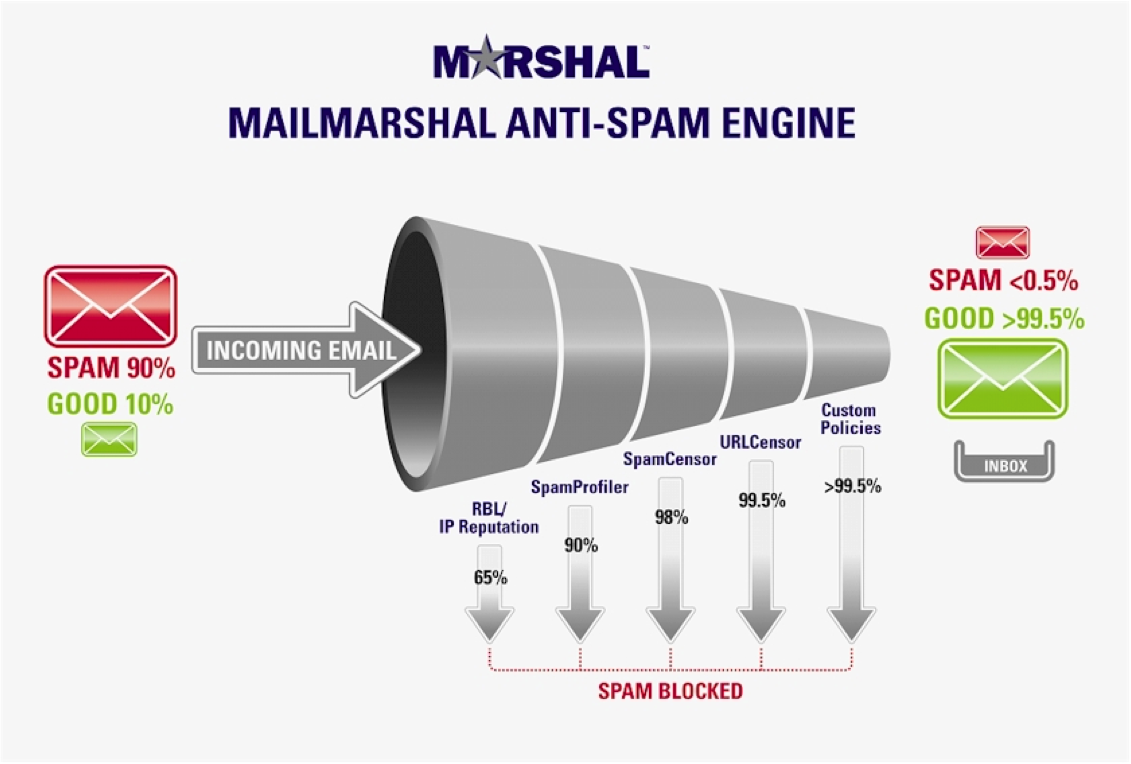 M★RSHAL™
MAILMARSHAL ANTI-SPAM ENGINE
SPAM 90%
GOOD 10%
INCOMING EMAIL
RBL/
IP Reputation
65%
SpamProfiler
90%
SpamCensor
98%
URLCensor
99.5%
Custom
Policies
>99.5%
SPAM BLOCKED
SPAM <0.5%
GOOD >99.5%
INBOX